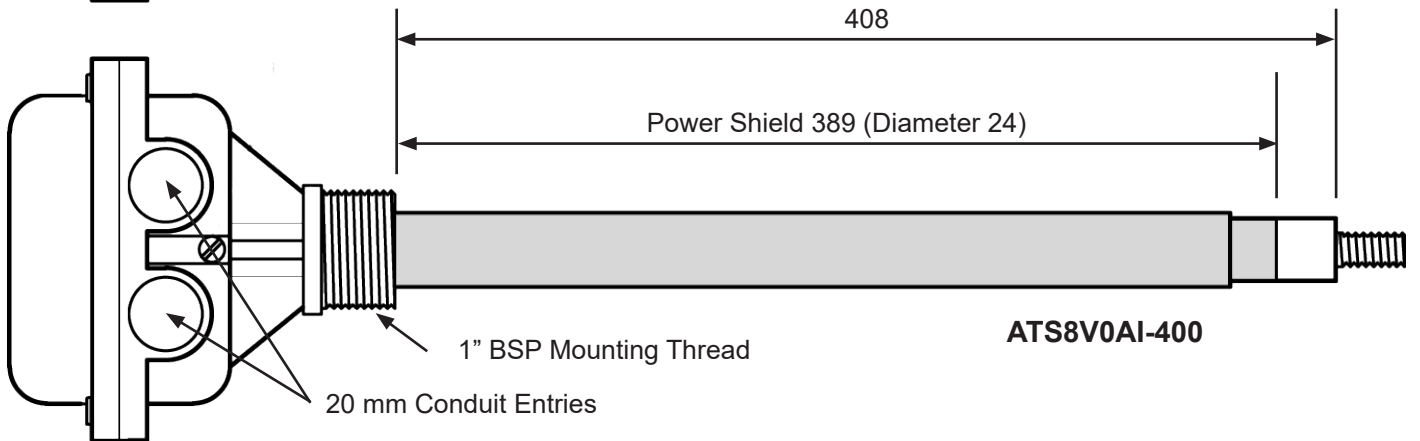 408
Power Shield 389 (Diameter 24)
ATS8V0AI-400
1” BSP Mounting Thread
20 mm Conduit Entries